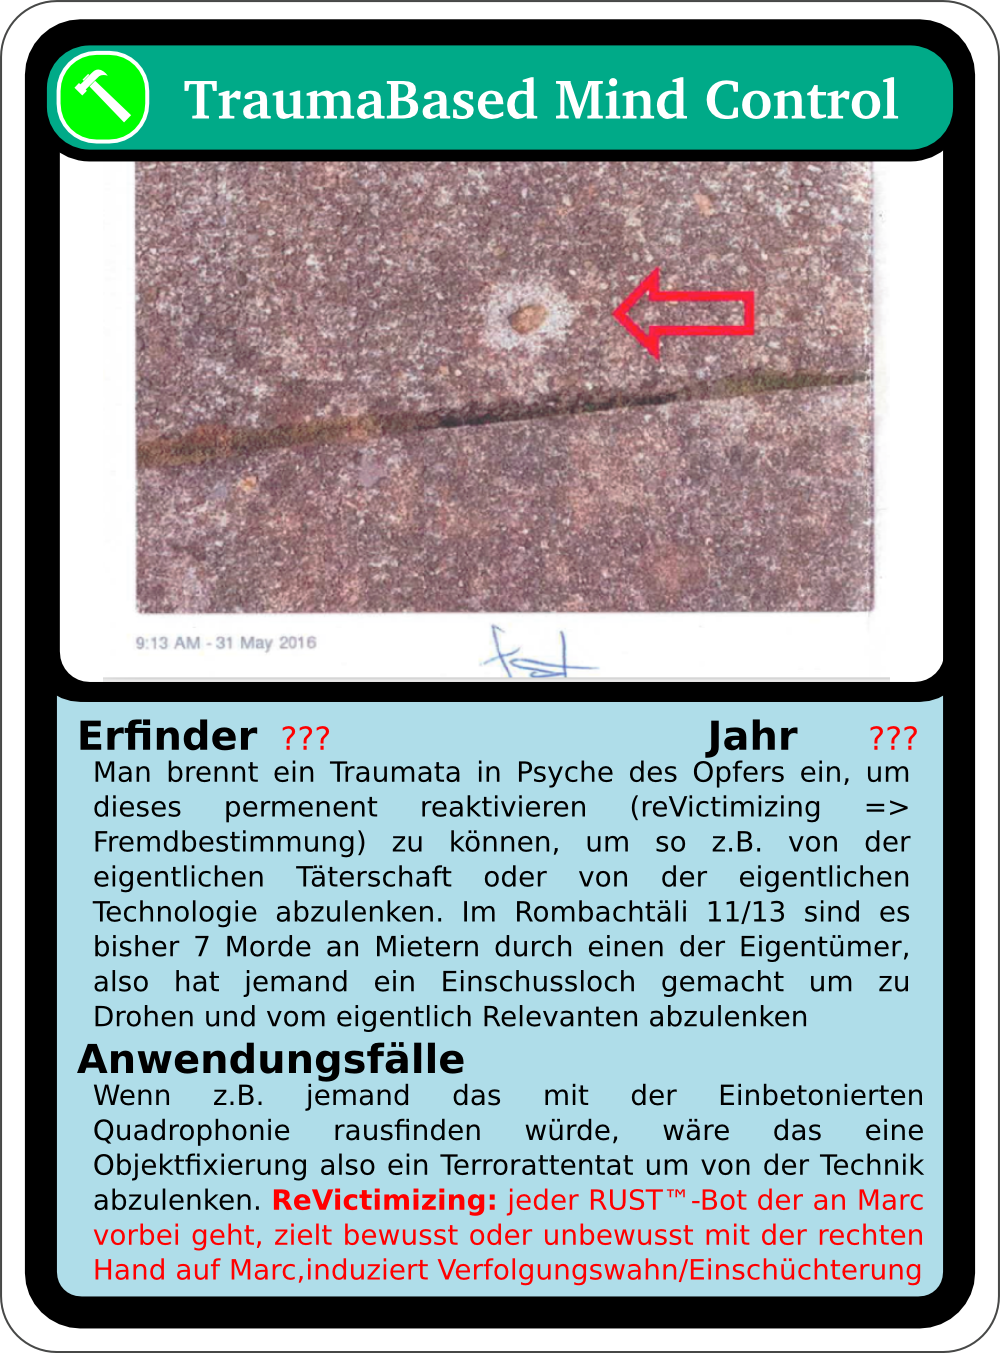 TraumaBased Mind Control
9:13 AM - 31 May 2016
Erfinder ??? Jahr ???
Man brennt ein Traumata in Psyche des Opfers ein, um
dieses permenent reaktivieren (reVictimizing =>
Fremdbestimmung) zu können, um so z.B. von der
eigentlichen Täterschaft oder von der eigentlichen
Technologie abzulenken. Im Rombachtäli 11/13 sind es
bisher 7 Morde an Mietern durch einen der Eigentümer,
also hat jemand ein Einschussloch gemacht um zu
Drohen und vom eigentlich Relevanten abzulenken
Anwendungsfälle
Wenn z.B. jemand das mit der Einbetonierten
Quadrophonie rausfinden würde, wäre das eine
Objektfixierung also ein Terrorattentat um von der Technik
abzulenken. ReVictimizing: jeder RUST™-Bot der an Marc
vorbei geht, zielt bewusst oder unbewusst mit der rechten
Hand auf Marc,induziert Verfolgungswahn/Einschüchterung